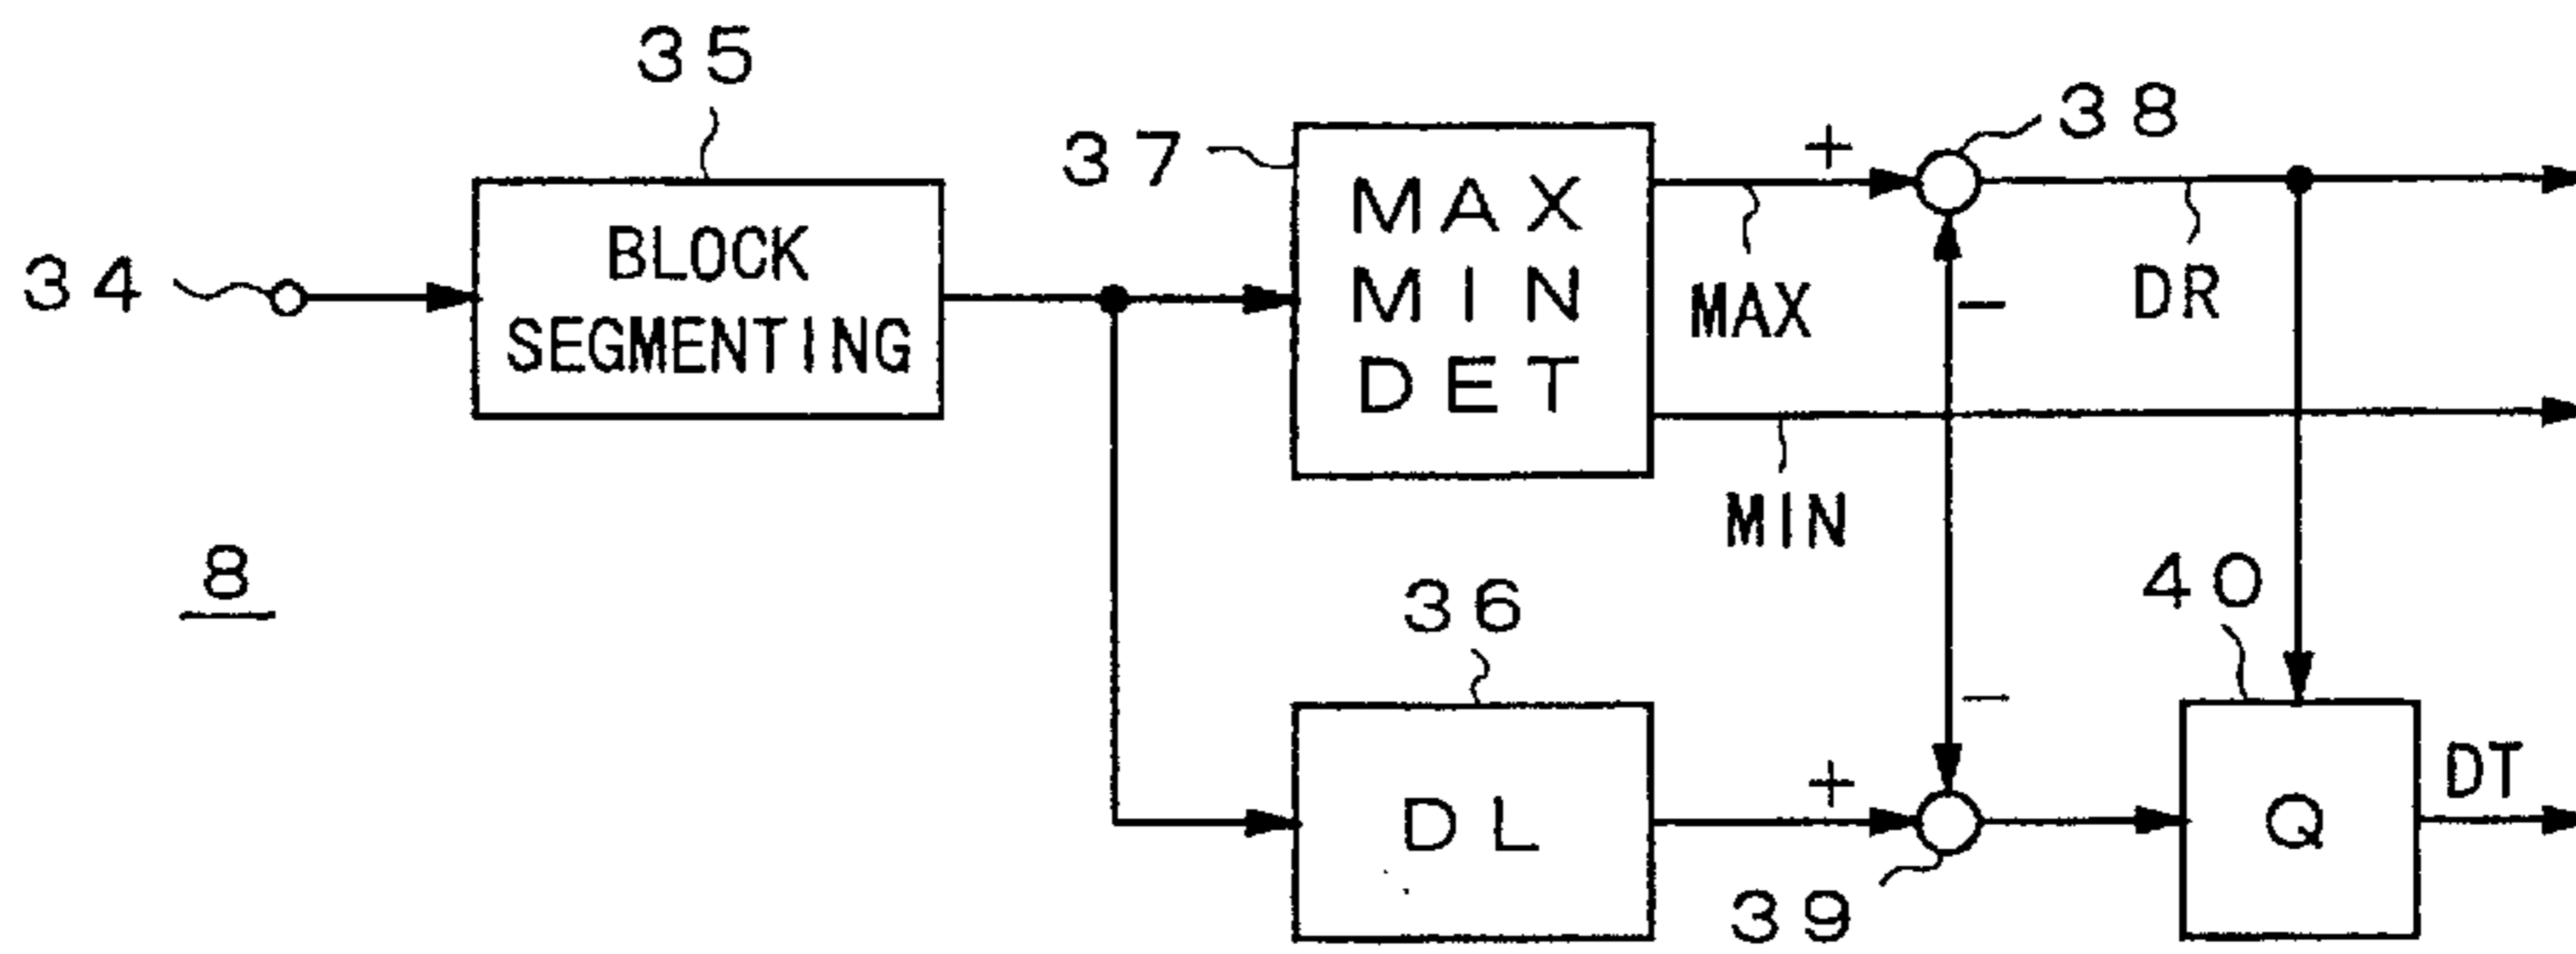 35
BLOCK
SEGMENTING
34
37
MAX
MIN
DET
+
38
MAX
−
DR
MIN
8
36
DL
40
−
+
39
Q
DT